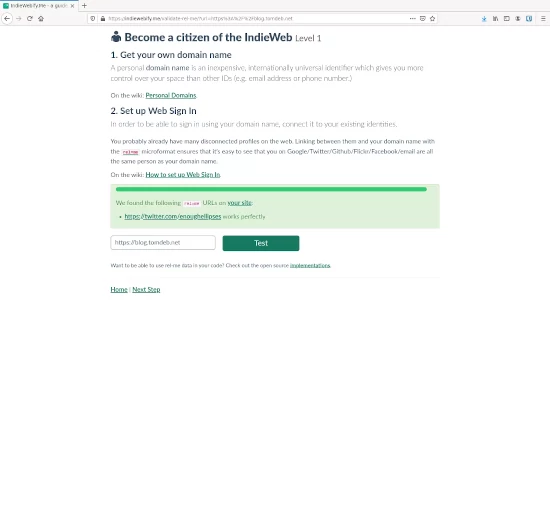 IndieWebify.me - a guide
https://indiewebify.me/validate-rel-me/?url=https%3A%2F%2Fblog.tomdeb.net
Become a citizen of the IndieWeb Level 1
1. Get your own domain name
A personal domain name is an inexpensive, internationally universal identifier which gives you more
control over your space than other IDs (e.g. email address or phone number.)
On the wiki: Personal Domains.
2. Set up Web Sign In
In order to be able to sign in using your domain name, connect it to your existing identities.
You probably already have many disconnected profiles on the web. Linking between them and your domain name with
the rel=me microformat ensures that it's easy to see that you on Google/Twitter/Github/Flickr/Facebook/email are all
the same person as your domain name.
On the wiki: How to set up Web Sign In.
We found the following rel=me URLs on your site:
• https://twitter.com/enoughellipses works perfectly
https://blog.tomdeb.net
Test
Want to be able to use rel-me data in your code? Check out the open source implementations.
Home | Next Step